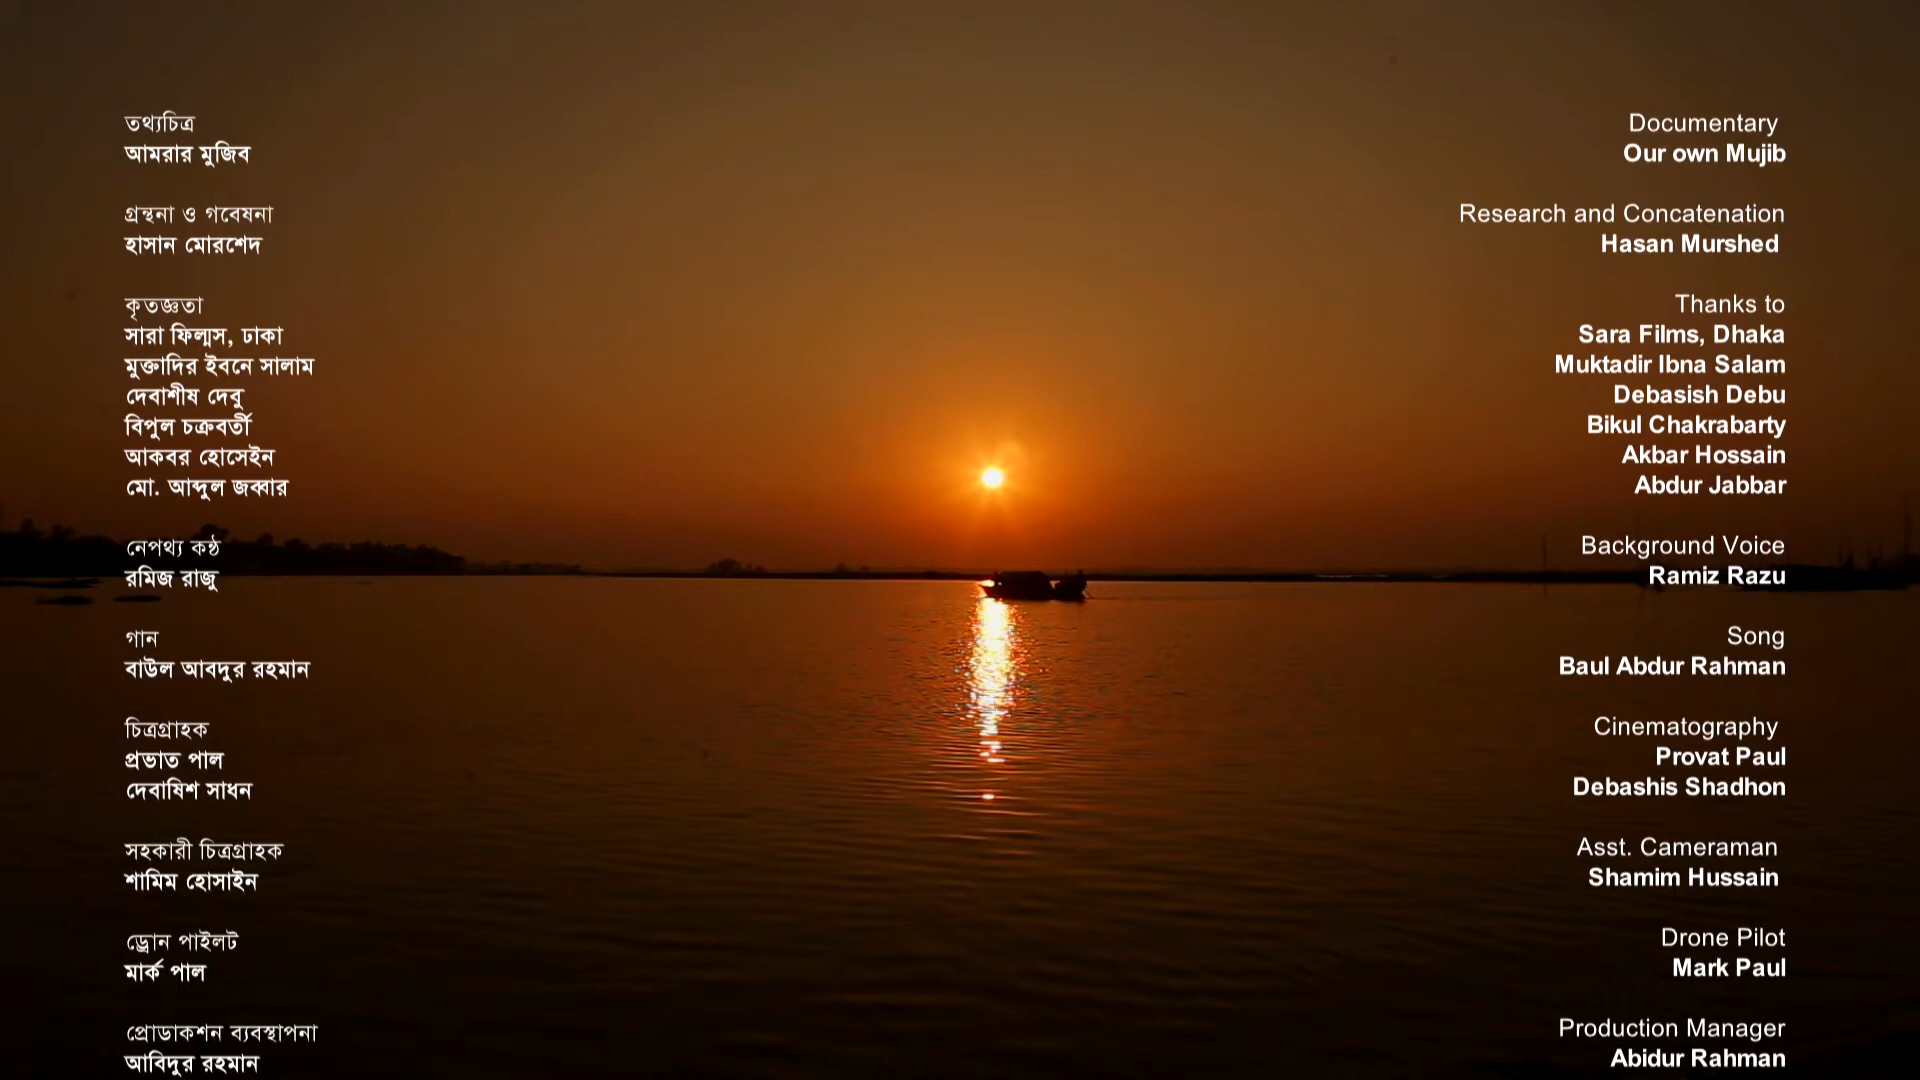 তথ্যচিত্র
আমরার মুজিব
গ্রন্থনা ও গবেষনা
হাসান মোরশেদ
কৃতজ্ঞতা
সারা ফিল্মস, ঢাকা
মুক্তাদির ইবনে সালাম
দেবাশীষ দেবু
বিপুল চক্রবর্তী
আকবর হোসেইন
মো. আব্দুল জব্বার
নেপথ্য কন্ঠ
রমিজ রাজু
গান
বাউল আবদুর রহমান
চিত্রগ্রাহক
প্রভাত পাল
দেবাষিশ সাধন
সহকারী চিত্রগ্রাহক
শামিম হোসাইন
ড্রোন পাইলট
মার্ক পাল
প্রোডাকশন ব্যবস্থাপনা
আবিদুর রহমান
Documentary
Our own Mujib
Research and Concatenation
Hasan Murshed
Thanks to
Sara Films, Dhaka
Muktadir Ibna Salam
Debasish Debu
Bikul Chakrabarty
Akbar Hossain
Abdur Jabbar
Background Voice
Ramiz Razu
Song
Baul Abdur Rahman
Cinematography
Provat Paul
Debashis Shadhon
Asst. Cameraman
Shamim Hussain
Drone Pilot
Mark Paul
Production Manager
Abidur Rahman